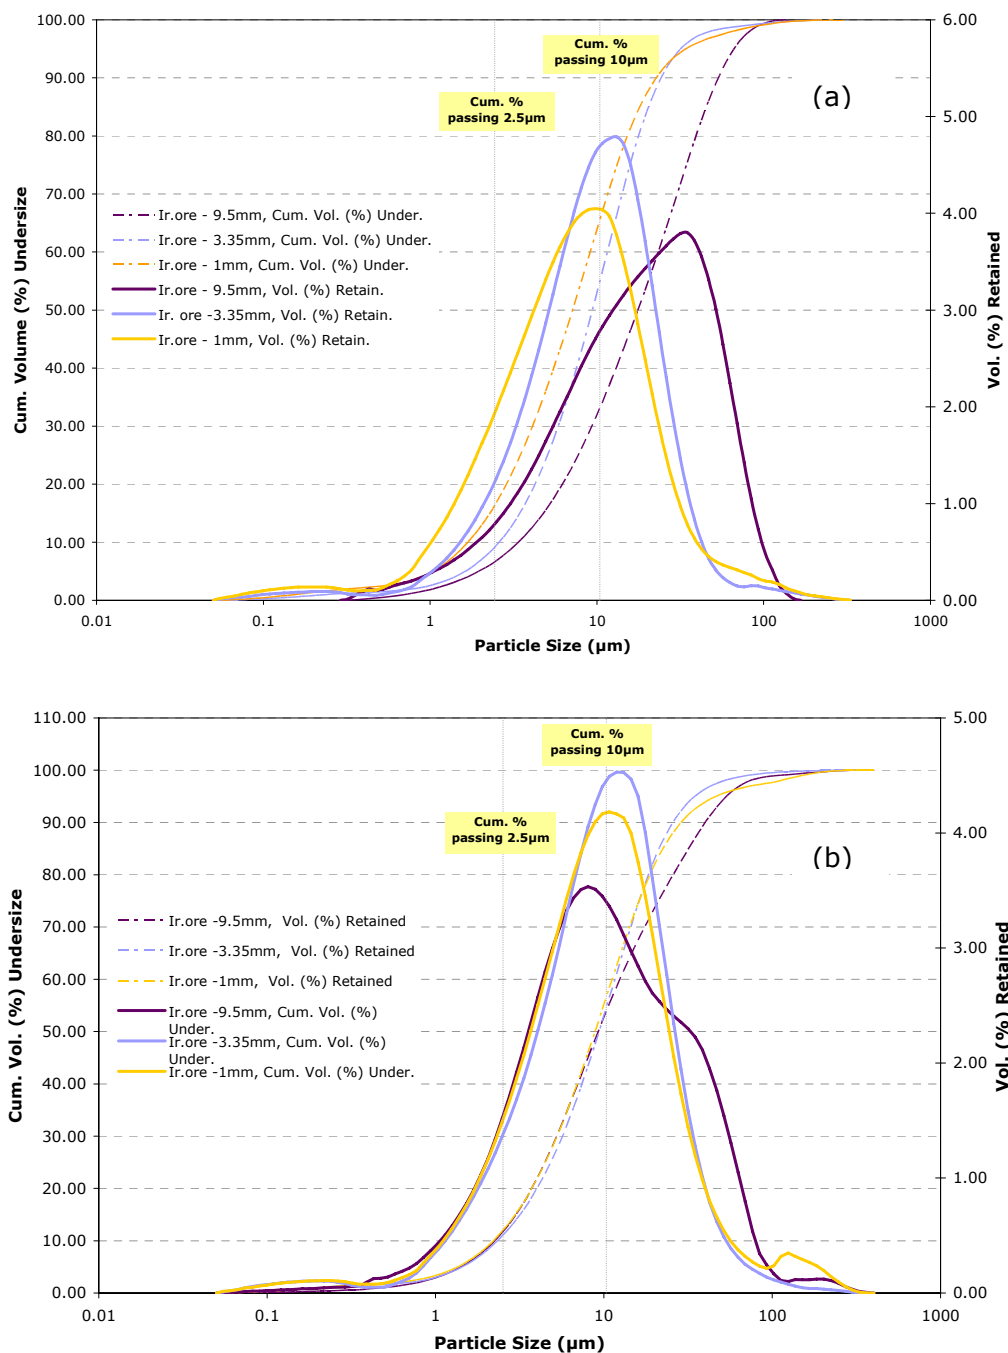 100.00
90.00
80.00
70.00
60.00
50.00
40.00
30.00
20.00
10.00
0.00
Cum. Volume (%) Undersize
6.00
5.00
4.00
3.00
2.00
1.00
0.00
Vol. (%) Retained
Cum. %
passing 10µm
Cum. %
passing 2.5µm
(a)
Ir.ore - 9.5mm, Cum. Vol. (%) Under.
Ir.ore - 3.35mm, Cum. Vol. (%) Under.
Ir.ore - 1mm, Cum. Vol. (%) Under.
Ir.ore - 9.5mm, Vol. (%) Retain.
Ir. ore -3.35mm, Vol. (%) Retain.
Ir.ore - 1mm, Vol. (%) Retain.
0.01 0.1 1 10 100 1000
Particle Size (µm)
110.00
100.00
90.00
80.00
70.00
60.00
50.00
40.00
30.00
20.00
10.00
0.00
Cum. Vol. (%) Undersize
5.00
4.00
3.00
2.00
1.00
0.00
Vol. (%) Retained
Cum. %
passing 10µm
Cum. %
passing 2.5µm
(b)
Ir.ore -9.5mm, Vol. (%) Retained
Ir.ore -3.35mm, Vol. (%) Retained
Ir.ore -1mm, Vol. (%) Retained
Ir.ore -9.5mm, Cum. Vol. (%)
Under.
Ir.ore -3.35mm, Cum. Vol. (%)
Under.
Ir.ore -1mm, Cum. Vol. (%) Under.
0.01 0.1 1 10 100 1000
Particle Size (µm)